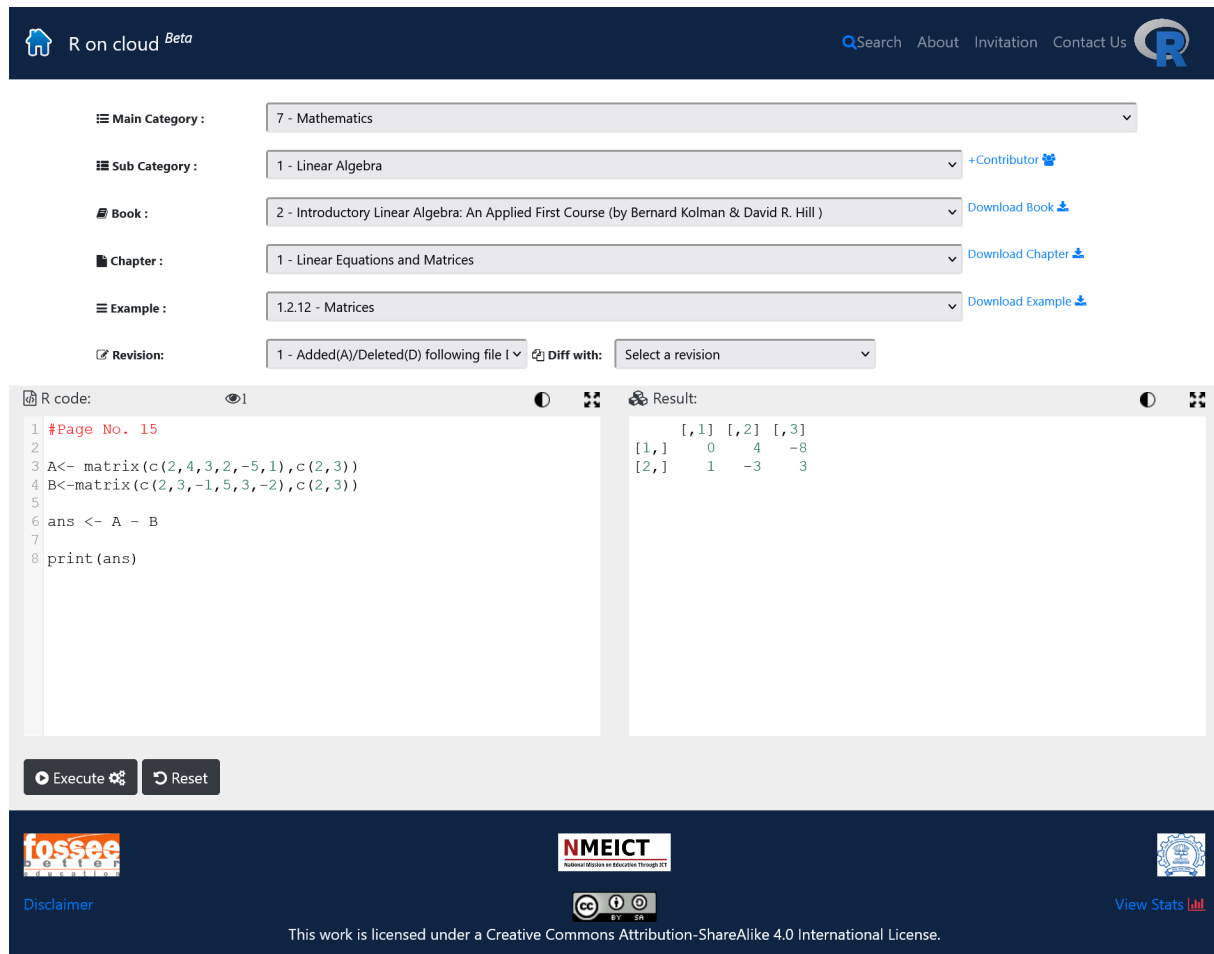 R on cloud Beta
Search About Invitation Contact Us
Main Category :
7 - Mathematics
Sub Category :
1 - Linear Algebra
+Contributor
Book :
2 - Introductory Linear Algebra: An Applied First Course (by Bernard Kolman & David R. Hill )
Download Book
Chapter :
1 - Linear Equations and Matrices
Download Chapter
Example :
1.2.12 - Matrices
Download Example
Revision:
1 - Added(A)/Deleted(D) following file
Diff with:
Select a revision
R code:
1
Result:
1 #Page No. 15
2
3 A<- matrix(c(2,4,3,2,-5,1),c(2,3))
4 B<-matrix(c(2,3,-1,5,3,-2),c(2,3))
5
6 ans <- A - B
7
8 print(ans)
[,1] [,2] [,3]
[1,] 0 4 -8
[2,] 1 -3 3
Execute
Reset
fossee
better
education
NMEICT
National Mission on Education Through ICT
Disclaimer
cc
BY SA
View Stats
This work is licensed under a Creative Commons Attribution-ShareAlike 4.0 International License.